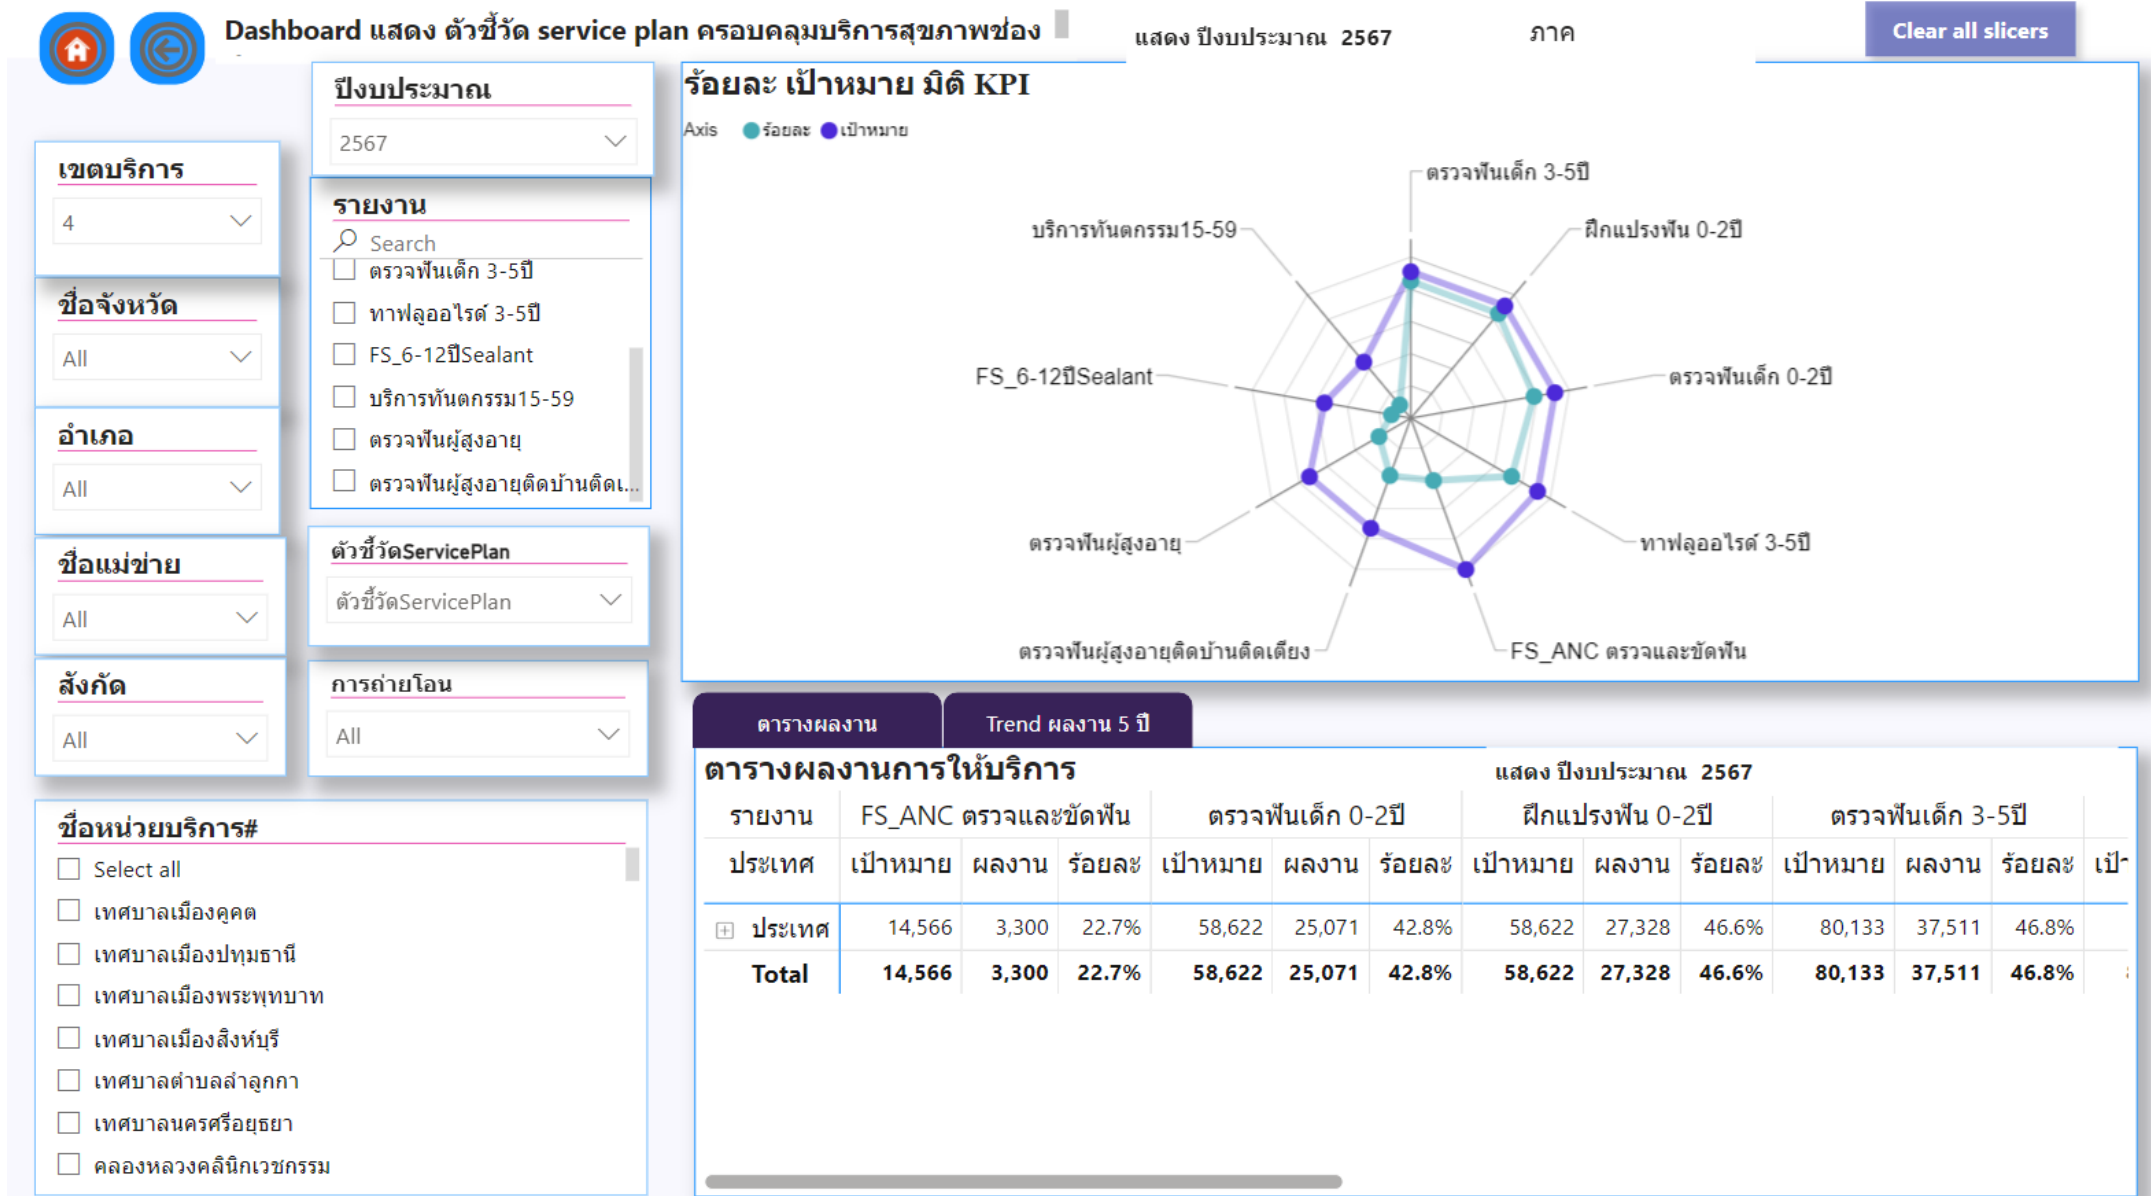 Dashboard แสดง ตัวชี้วัด service plan ครอบคลุมบริการสุขภาพช่อง
แสดง ปีงบประมาณ 2567
ภาค
Clear all slicers
ปีงบประมาณ
2567
เขตบริการ
4
ชื่อจังหวัด
All
อำเภอ
All
ชื่อแม่ข่าย
All
สังกัด
All
รายงาน
Search
ตรวจฟันเด็ก 3-5ปี
ทาฟลูออไรด์ 3-5ปี
FS_6-12ปีSealant
บริการทันตกรรม15-59
ตรวจฟันผู้สูงอายุ
ตรวจฟันผู้สูงอายุติดบ้านติดเ...
ตัวชี้วัดServicePlan
ตัวชี้วัดServicePlan
การถ่ายโอน
All
ชื่อหน่วยบริการ#
Select all
เทศบาลเมืองคูคต
เทศบาลเมืองปทุมธานี
เทศบาลเมืองพระพุทบาท
เทศบาลเมืองสิงห์บุรี
เทศบาลตำบลลำลูกกา
เทศบาลนครศรีอยุธยา
คลองหลวงคลินิกเวชกรรม
ร้อยละ เป้าหมาย มิติ KPI
Axis ร้อยละ เป้าหมาย
ตรวจฟันเด็ก 3-5ปี
บริการทันตกรรม15-59
ฝึกแปรงฟัน 0-2ปี
FS_6-12ปีSealant
ตรวจฟันเด็ก 0-2ปี
ตรวจฟันผู้สูงอายุ
ทาฟลูออไรด์ 3-5ปี
ตรวจฟันผู้สูงอายุติดบ้านติดเตียง
FS_ANC ตรวจและขัดฟัน
ตารางผลงาน
Trend ผลงาน 5 ปี
ตารางผลงานการให้บริการ
แสดง ปีงบประมาณ 2567
รายงาน FS_ANC ตรวจและขัดฟัน ตรวจฟันเด็ก 0-2ปี ฝึกแปรงฟัน 0-2ปี ตรวจฟันเด็ก 3-5ปี
ประเทศ เป้าหมาย ผลงาน ร้อยละ เป้าหมาย ผลงาน ร้อยละ เป้าหมาย ผลงาน ร้อยละ เป้าหมาย ผลงาน ร้อยละ
ประเทศ 14,566 3,300 22.7% 58,622 25,071 42.8% 58,622 27,328 46.6% 80,133 37,511 46.8%
Total 14,566 3,300 22.7% 58,622 25,071 42.8% 58,622 27,328 46.6% 80,133 37,511 46.8%